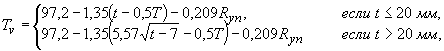 T_v = { 97,2 − 1,35(t − 0,5T) − 0,209R_yn, если t ≤ 20 мм,
97,2 − 1,35(5,57√(t − 7) − 0,5T) − 0,209R_yn если t > 20 мм,